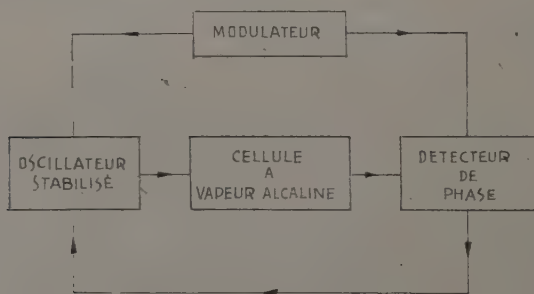 MODULATEUR
OSCILLATEUR
STABILISÉ
CELLULE
A
VAPEUR ALCALINE
DETECTEUR
DE
PHASE